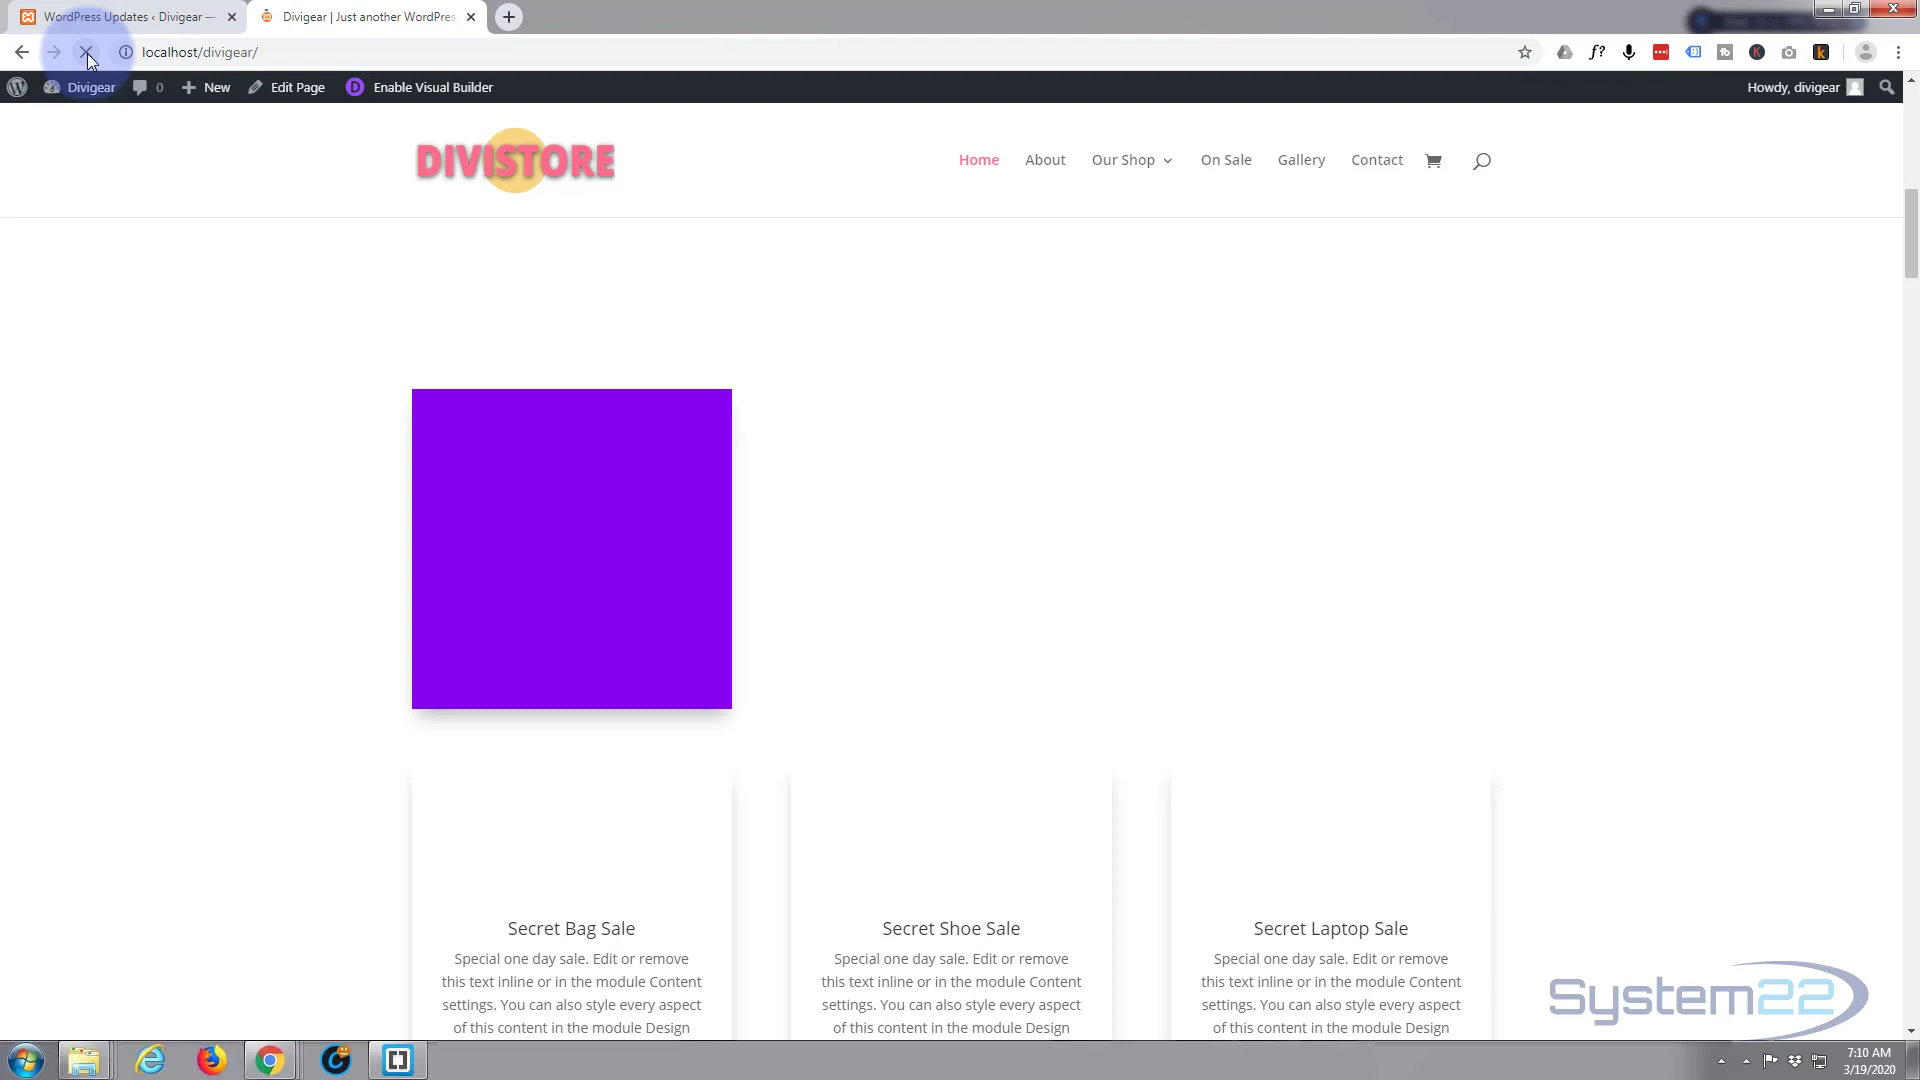 WordPress Updates ‹ Divigear —
Divigear | Just another WordPres
localhost/divigear/
Divigear
0
New
Edit Page
Enable Visual Builder
Howdy, divigear
DIVISTORE
Home
About
Our Shop
On Sale
Gallery
Contact
Secret Bag Sale
Special one day sale. Edit or remove
this text inline or in the module Content
settings. You can also style every aspect
of this content in the module Design
Secret Shoe Sale
Special one day sale. Edit or remove
this text inline or in the module Content
settings. You can also style every aspect
of this content in the module Design
Secret Laptop Sale
Special one day sale. Edit or remove
this text inline or in the module Content
settings. You can also style every aspect
of this content in the module Design
System22
7:10 AM
3/19/2020